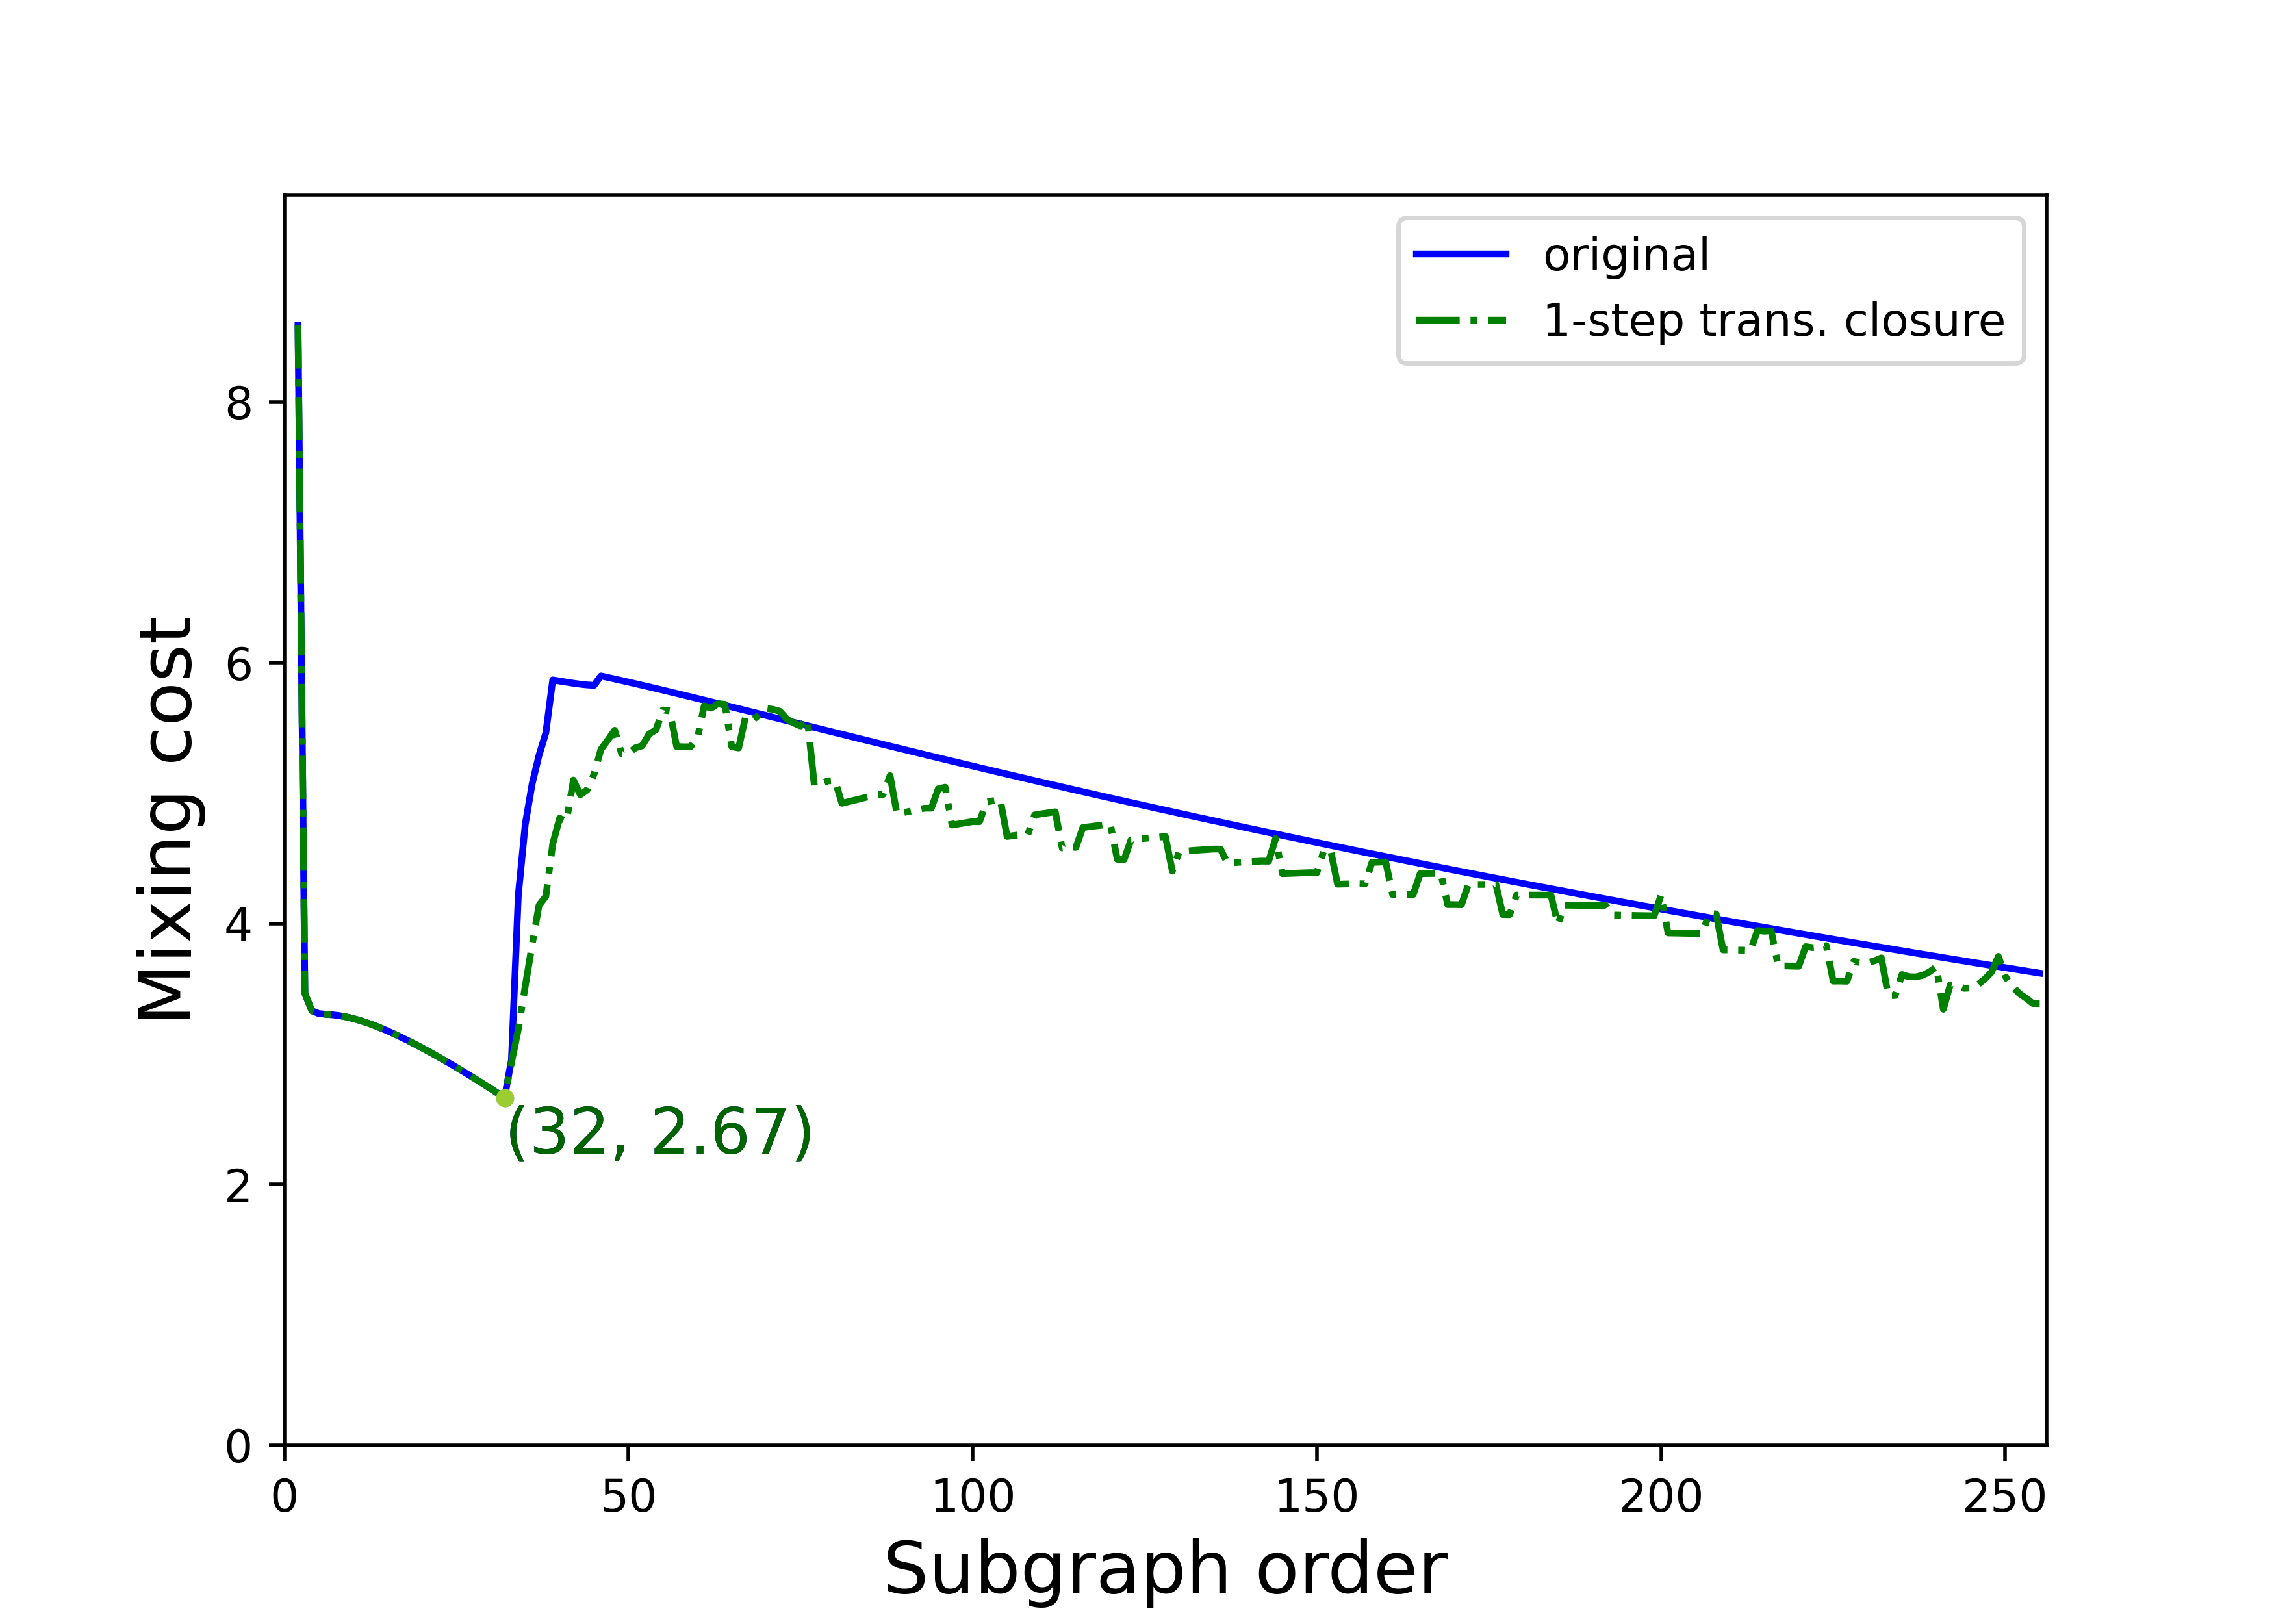 original
1-step trans. closure
8
6
4
2
0
Mixing cost
(32, 2.67)
0 50 100 150 200 250
Subgraph order